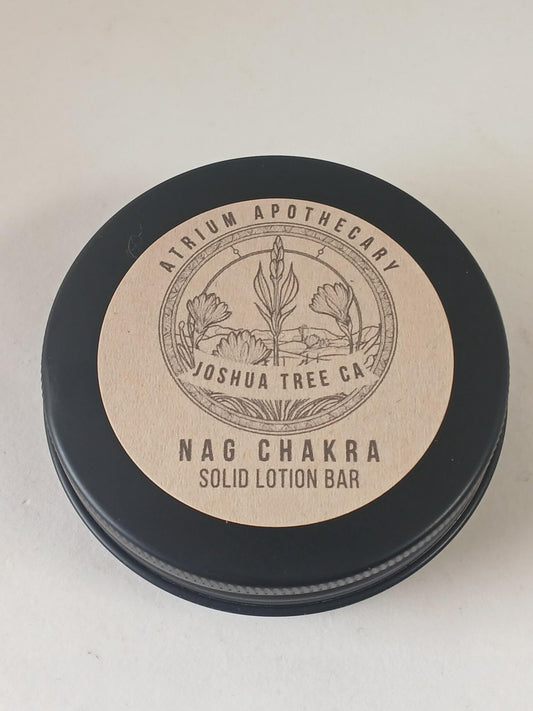 ATRIUM APOTHECARY
JOSHUA TREE CA
NAG CHAKRA
SOLID LOTION BAR